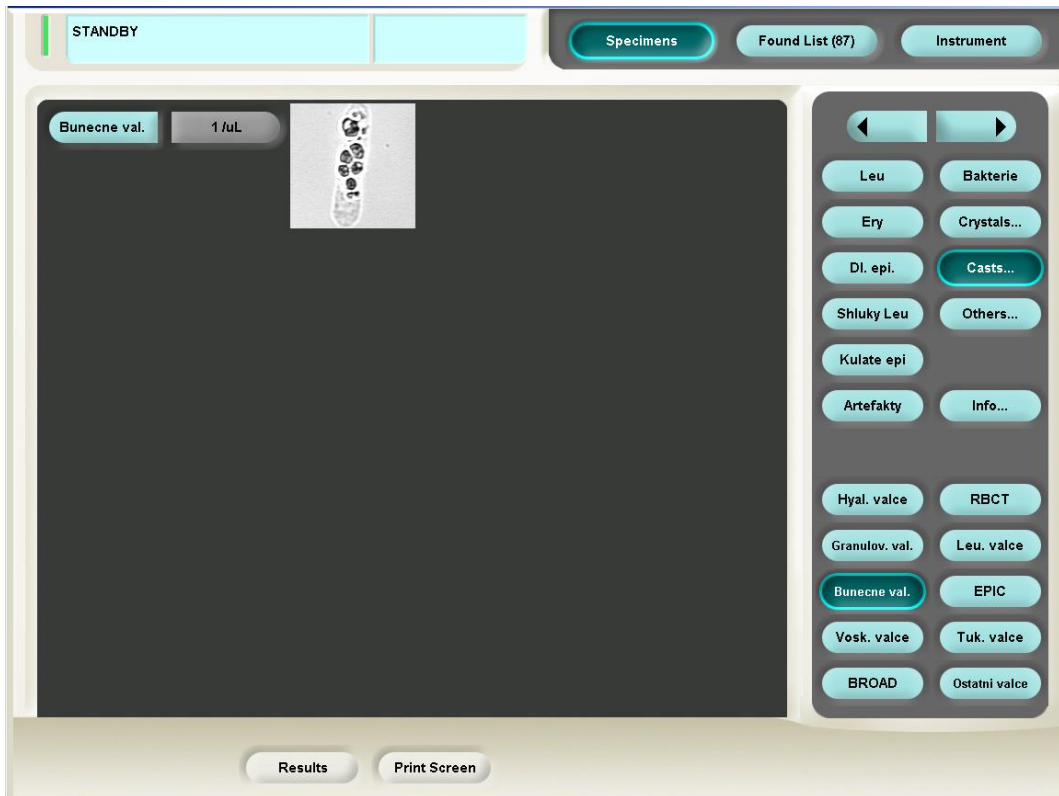 STANDBY
Specimens
Found List (87)
Instrument
Bunecne val.
1 /uL
Leu
Bakterie
Ery
Crystals...
Dl. epi.
Casts...
Shluky Leu
Others...
Kulate epi
Artefakty
Info...
Hyal. valce
RBCT
Granulov. val.
Leu. valce
Bunecne val.
EPIC
Vosk. valce
Tuk. valce
BROAD
Ostatni valce
Results
Print Screen